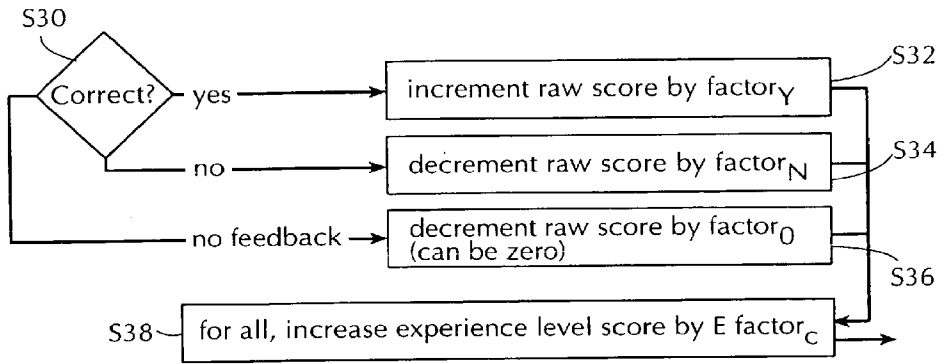 S30
Correct?
yes
increment raw score by factorY
S32
no
decrement raw score by factorN
S34
no feedback
decrement raw score by factor0
(can be zero)
S36
S38
for all, increase experience level score by E factorc